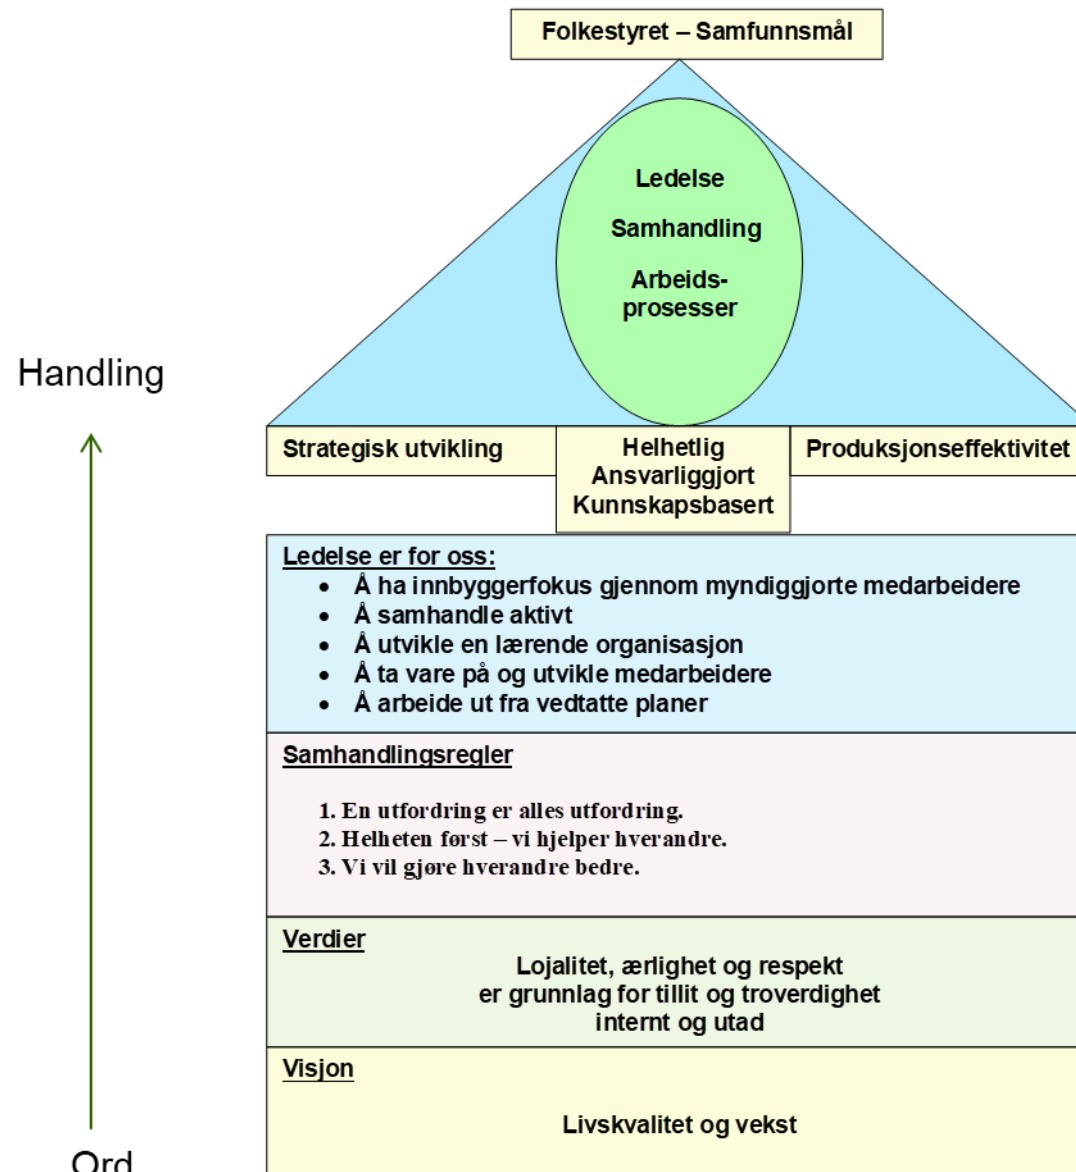 Folkestyret – Samfunnsmål
Ledelse
Samhandling
Arbeids-
prosesser
Handling
Strategisk utvikling
Helhetlig
Ansvarliggjort
Kunnskapsbasert
Produksjonseffektivitet
Ledelse er for oss:
• Å ha innbyggerfokus gjennom myndiggjorte medarbeidere
• Å samhandle aktivt
• Å utvikle en lærende organisasjon
• Å ta vare på og utvikle medarbeidere
• Å arbeide ut fra vedtatte planer
Samhandlingsregler
1. En utfordring er alles utfordring.
2. Helheten først – vi hjelper hverandre.
3. Vi vil gjøre hverandre bedre.
Verdier
Lojalitet, ærlighet og respekt
er grunnlag for tillit og troverdighet
internt og utad
Visjon
Livskvalitet og vekst
Ord